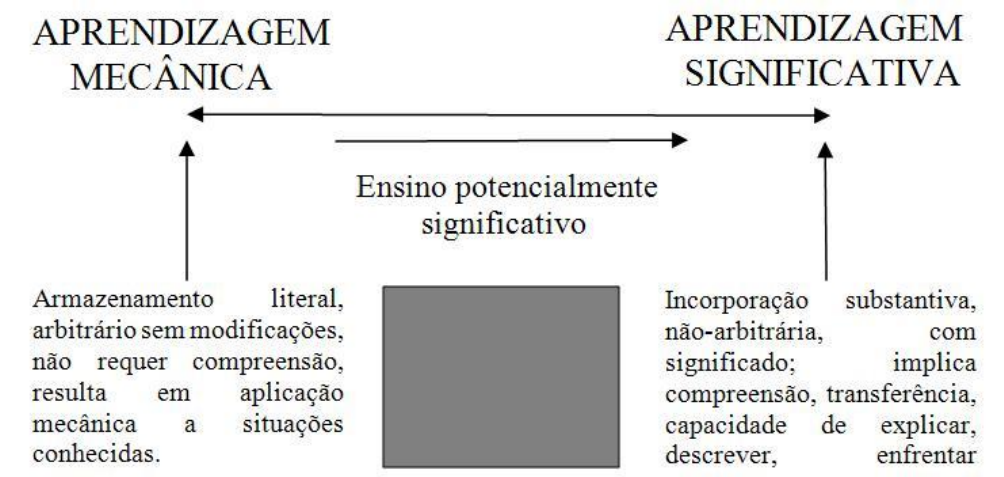 APRENDIZAGEM
MECÂNICA
APRENDIZAGEM
SIGNIFICATIVA
Ensino potencialmente
significativo
Armazenamento literal,
arbitrário sem modificações,
não requer compreensão,
resulta em aplicação
mecânica a situações
conhecidas.
Incorporação substantiva,
não-arbitrária, com
significado; implica
compreensão, transferência,
capacidade de explicar,
descrever, enfrentar